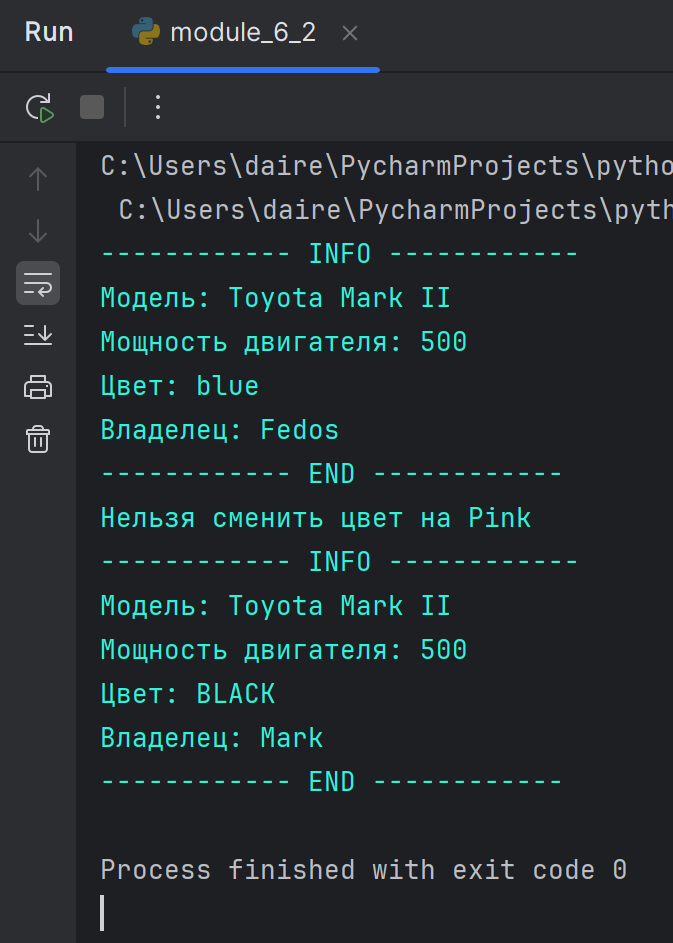 Run module_6_2
C:\Users\daire\PycharmProjects\pytho
C:\Users\daire\PycharmProjects\pyth
------------ INFO ------------
Модель: Toyota Mark II
Мощность двигателя: 500
Цвет: blue
Владелец: Fedos
------------ END ------------
Нельзя сменить цвет на Pink
------------ INFO ------------
Модель: Toyota Mark II
Мощность двигателя: 500
Цвет: BLACK
Владелец: Mark
------------ END ------------
Process finished with exit code 0